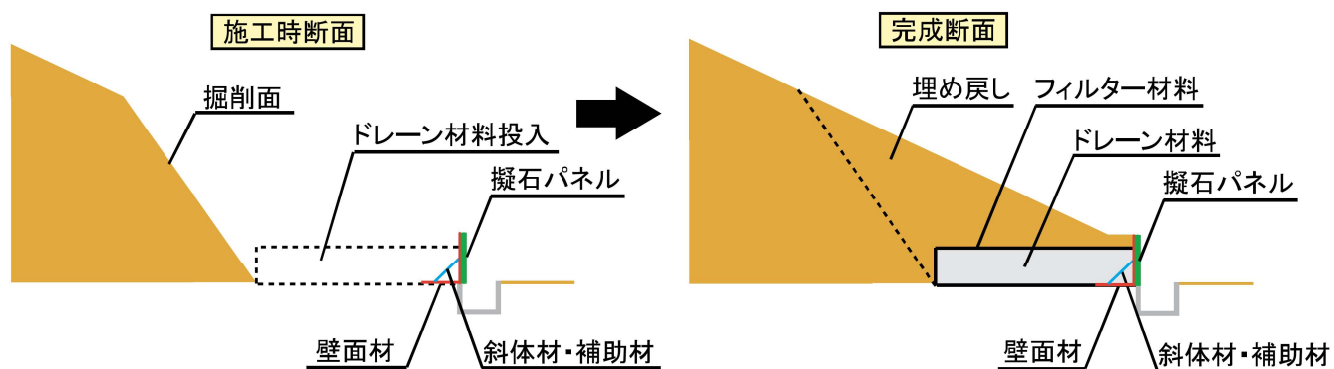 施工時断面
掘削面
ドレーン材料投入
擬石パネル
壁面材
斜体材・補助材
完成断面
埋め戻し
フィルター材料
ドレーン材料
擬石パネル
壁面材
斜体材・補助材